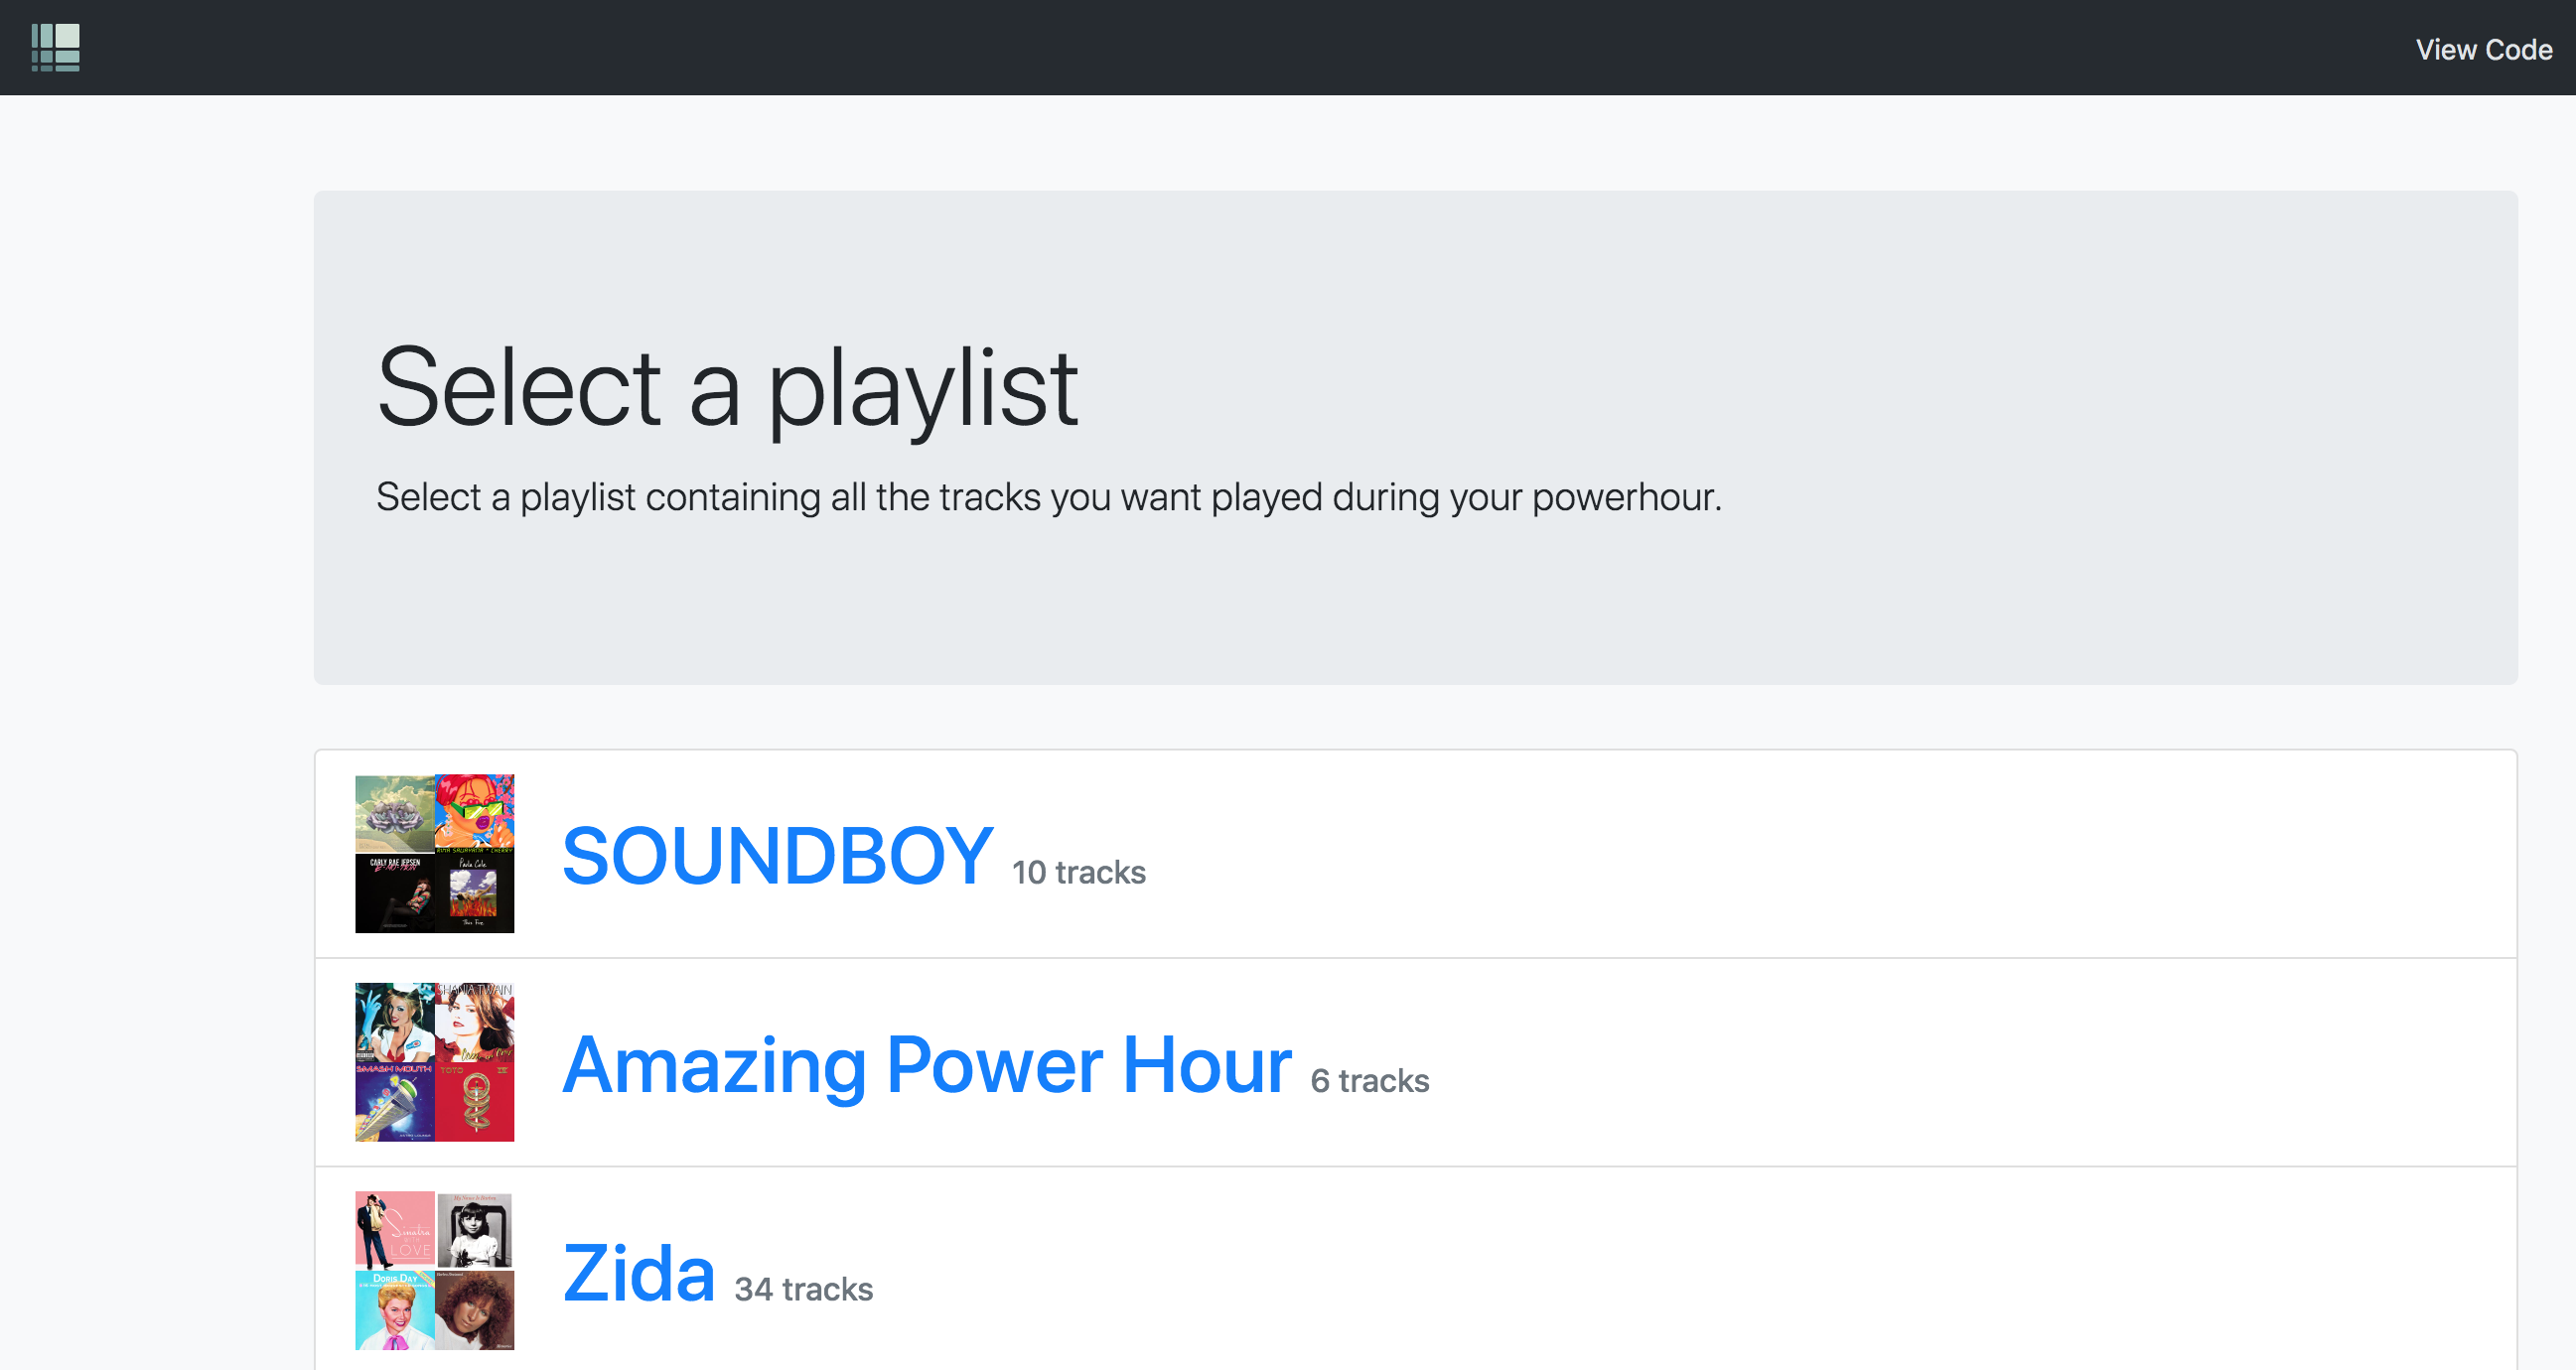 View Code
Select a playlist
Select a playlist containing all the tracks you want played during your powerhour.
CARLY RAE JEPSEN
E·MO·TION
RINA SAWAYAMA - CHERRY
Paula Cole
This Fire
SOUNDBOY 10 tracks
SHANIA TWAIN
SMASH MOUTH
TOTO IV
Amazing Power Hour 6 tracks
Sinatra
WITH
LOVE
DORIS DAY
Zida 34 tracks